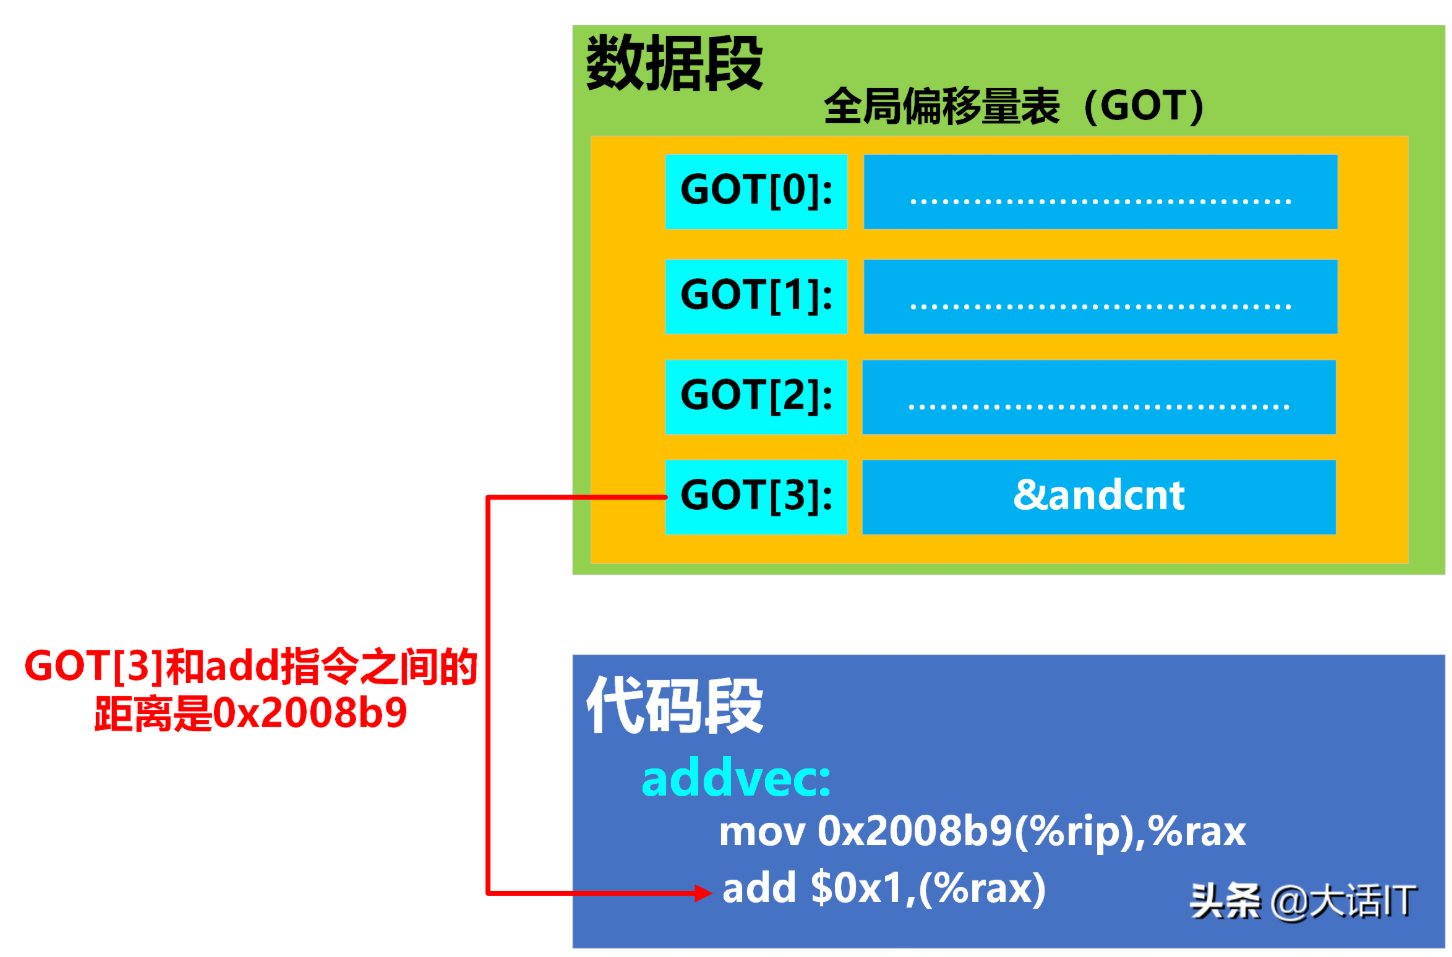 数据段
全局偏移量表（GOT）
GOT[0]: ....................................
GOT[1]: ....................................
GOT[2]: ....................................
GOT[3]: &andcnt
GOT[3]和add指令之间的
距离是0x2008b9
代码段
addvec:
mov 0x2008b9(%rip),%rax
add $0x1,(%rax)
头条 @大话IT